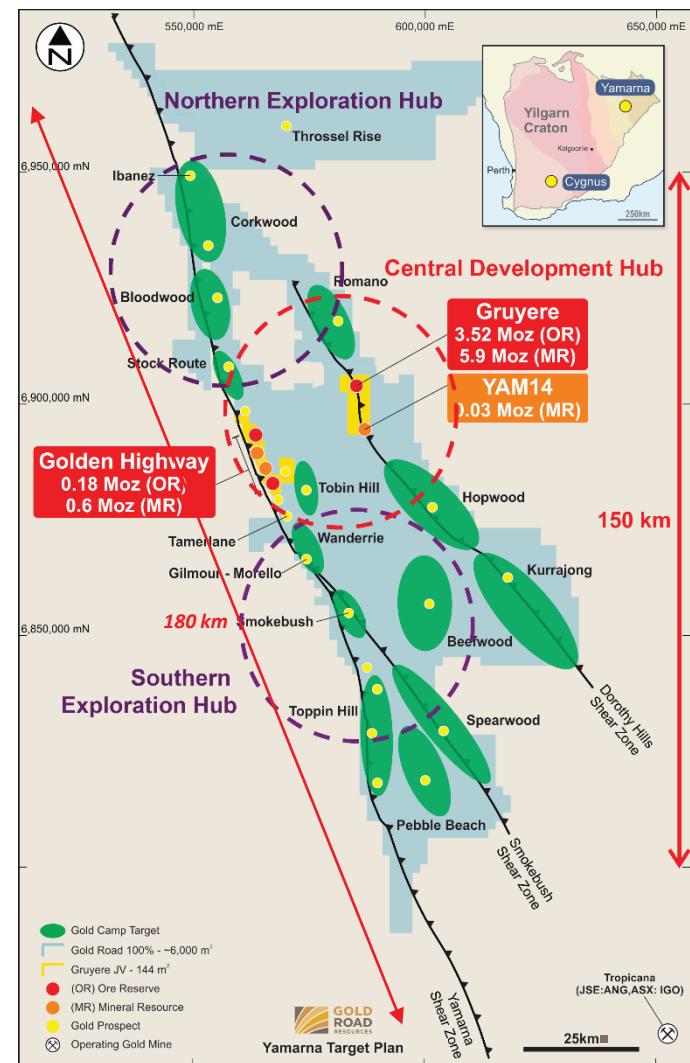 550,000 mE
600,000 mE
650,000 mE
N
Northern Exploration Hub
Throssel Rise
Yamarna
Yilgarn
Craton
Kalgoorlie
Perth
Cygnus
250km
6,950,000 mN
Ibanez
Corkwood
Central Development Hub
Romano
Bloodwood
Gruyere
3.52 Moz (OR)
5.9 Moz (MR)
Stock Route
YAM14
0.03 Moz (MR)
6,900,000 mN
Golden Highway
0.18 Moz (OR)
0.6 Moz (MR)
Tobin Hill
Hopwood
150 km
Tamerlane
Wanderrie
Gilmour - Morello
Kurrajong
180 km
Smokebush
6,850,000 mN
Beefwood
Southern
Exploration Hub
Toppin Hill
Spearwood
Dorothy Hills
Shear Zone
Pebble Beach
Smokebush
Shear Zone
Yamarna
Shear Zone
Gold Camp Target
Gold Road 100% - ~6,000 m²
Gruyere JV - 144 m²
(OR) Ore Reserve
(MR) Mineral Resource
Gold Prospect
Operating Gold Mine
GOLD
ROAD
RESOURCES
Yamarna Target Plan
Tropicana
(JSE:ANG,ASX: IGO)
25km